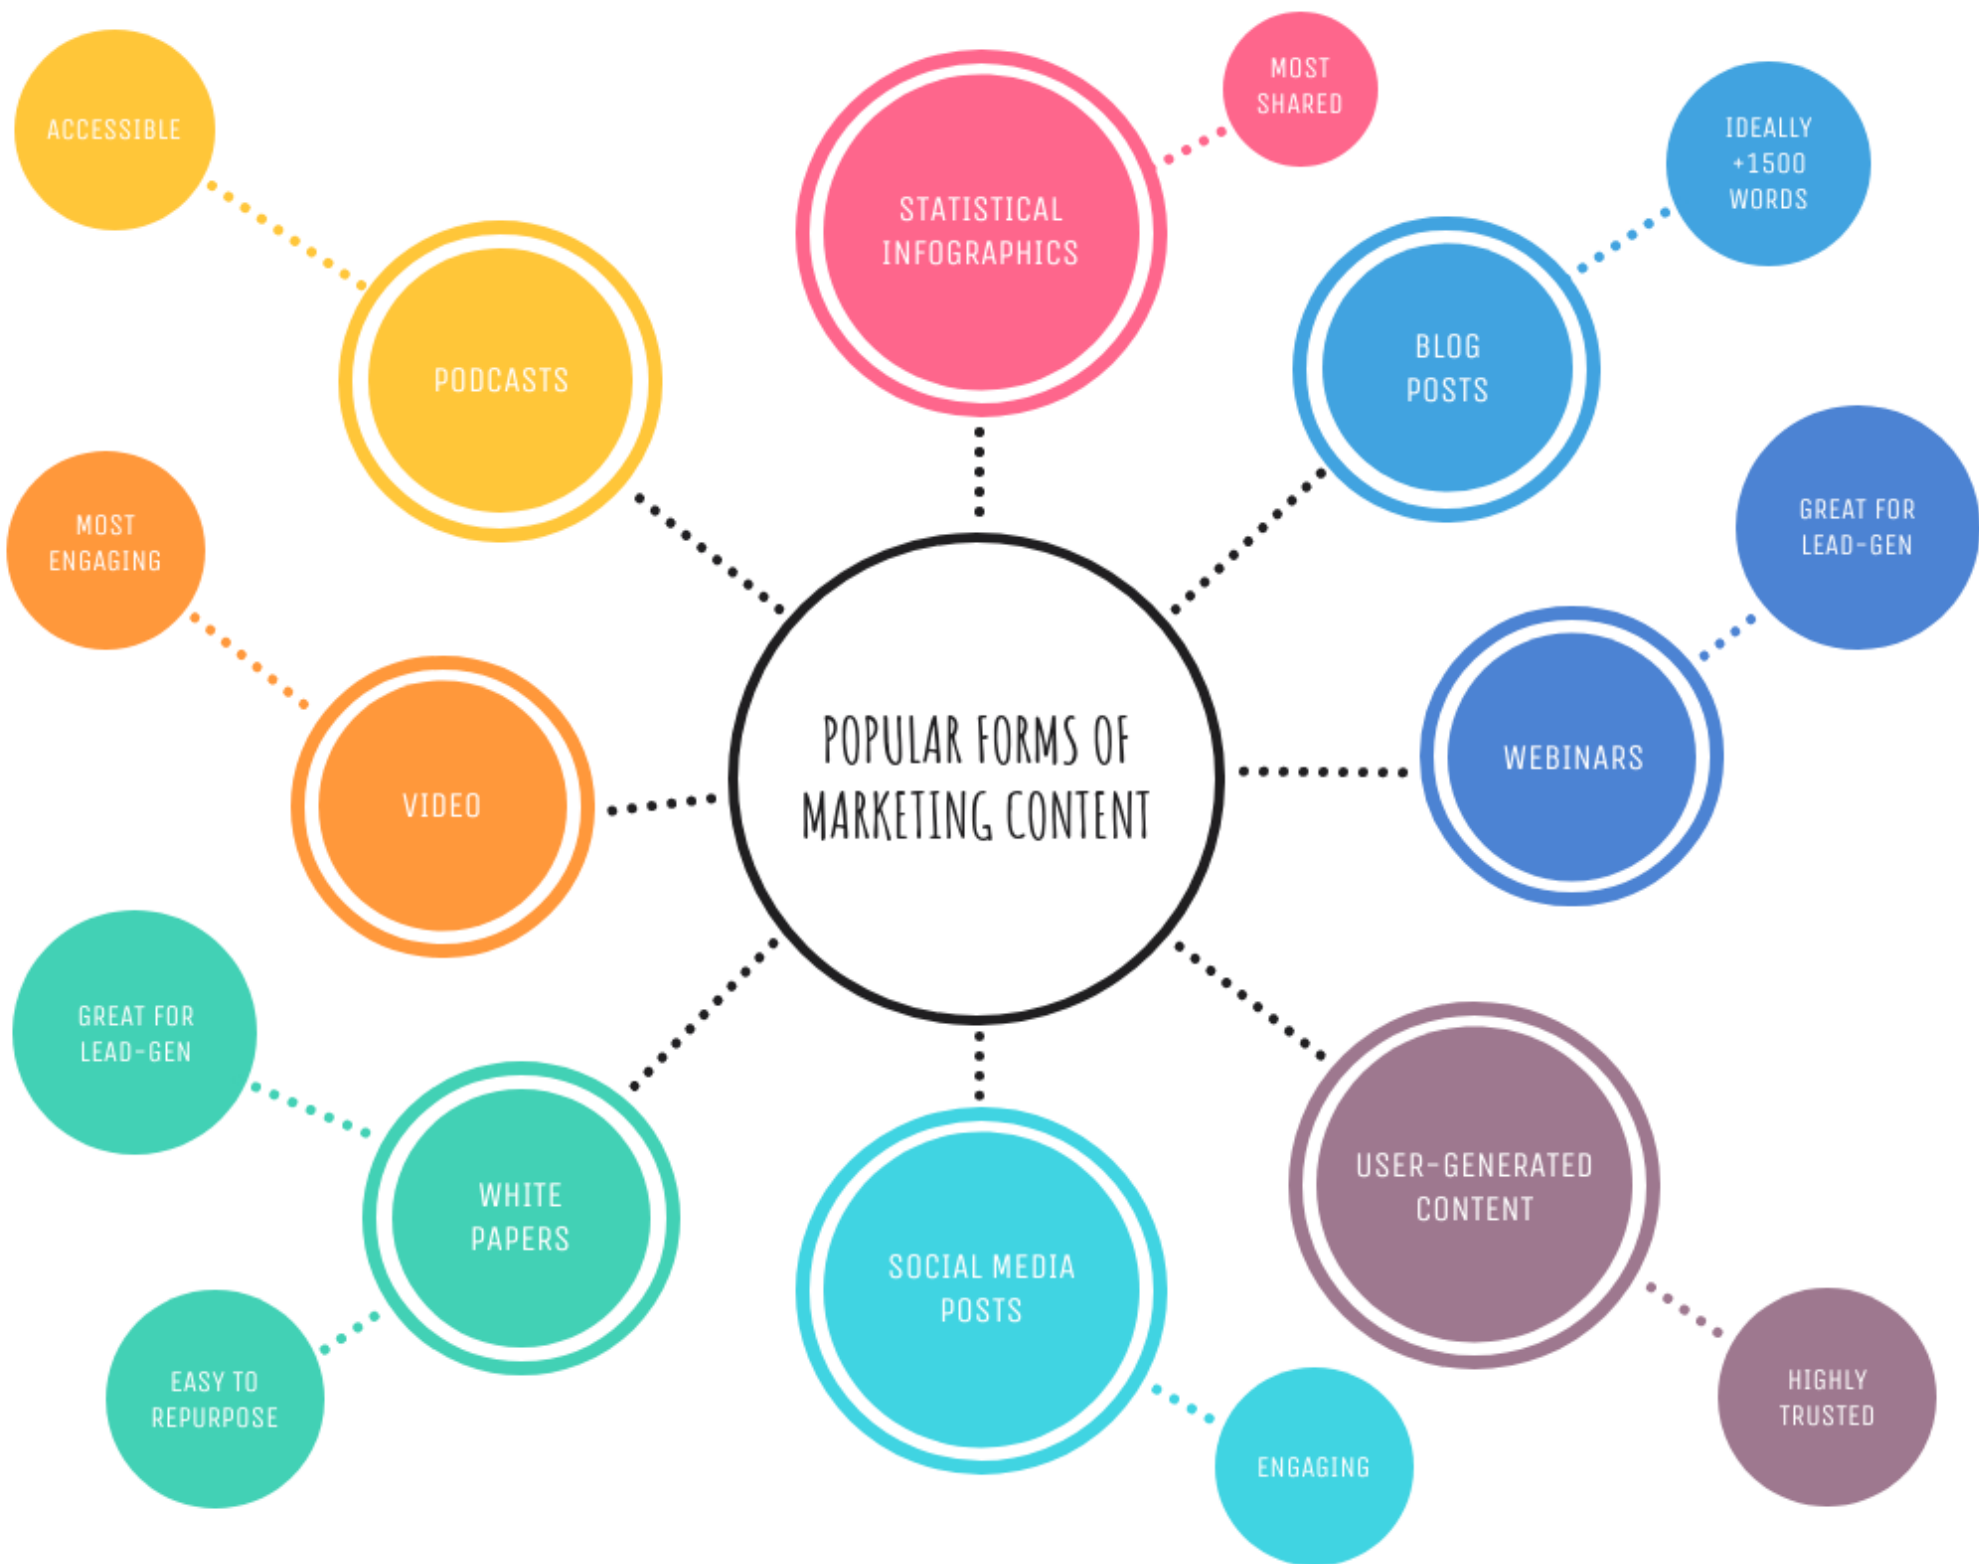 POPULAR FORMS OF
MARKETING CONTENT
STATISTICAL
INFOGRAPHICS
MOST
SHARED
BLOG
POSTS
IDEALLY
+1500
WORDS
WEBINARS
GREAT FOR
LEAD-GEN
USER-GENERATED
CONTENT
HIGHLY
TRUSTED
SOCIAL MEDIA
POSTS
ENGAGING
WHITE
PAPERS
GREAT FOR
LEAD-GEN
EASY TO
REPURPOSE
VIDEO
MOST
ENGAGING
PODCASTS
ACCESSIBLE